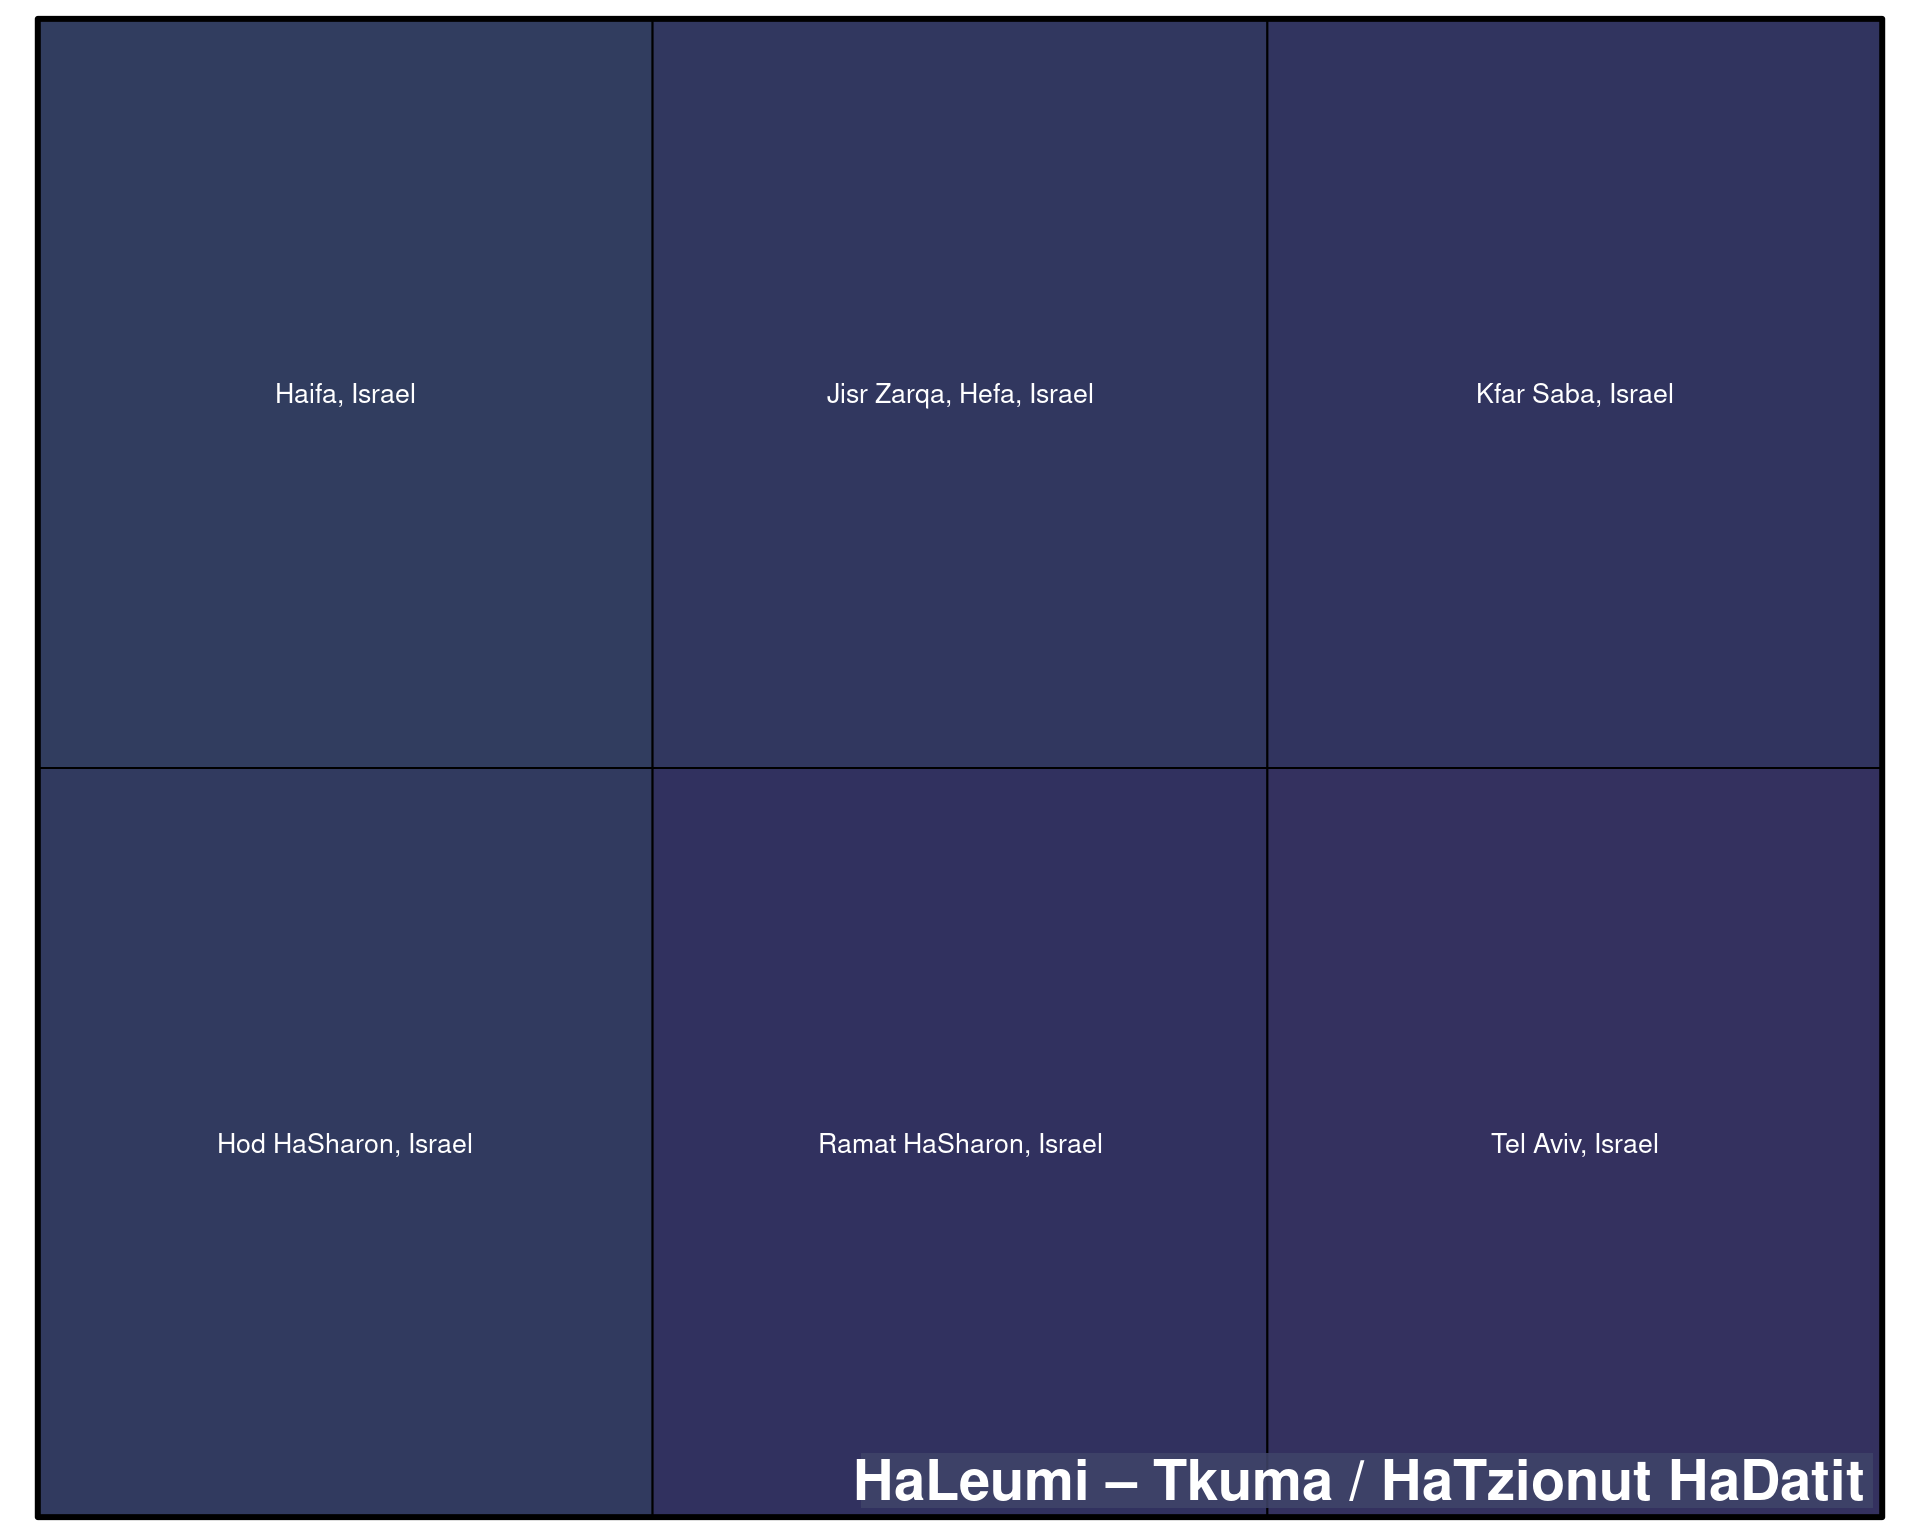 Haifa, Israel
Jisr Zarqa, Hefa, Israel
Kfar Saba, Israel
Hod HaSharon, Israel
Ramat HaSharon, Israel
Tel Aviv, Israel
HaLeumi – Tkuma / HaTzionut HaDatit